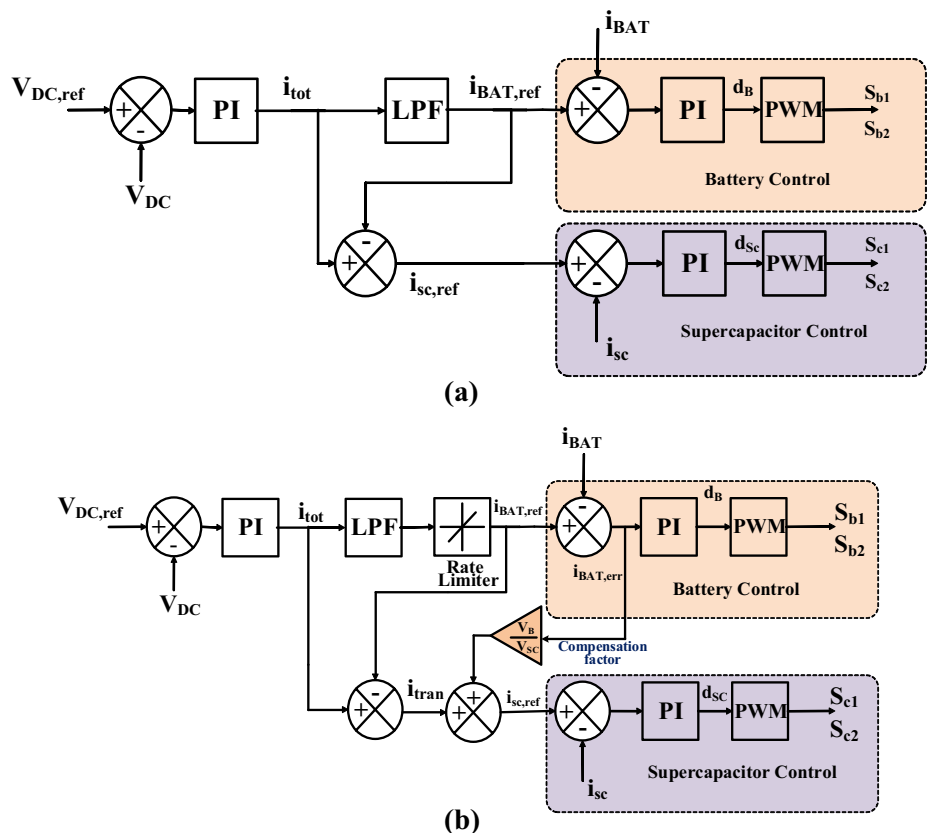 i_BAT
V_DC,ref
+
-
PI
i_tot
LPF
i_BAT,ref
-
+
PI
d_B
PWM
S_b1
S_b2
V_DC
Battery Control
-
+
i_sc,ref
+
-
PI
d_Sc
PWM
S_c1
S_c2
i_sc
Supercapacitor Control
(a)
i_BAT
V_DC,ref
+
-
PI
i_tot
LPF
Rate
Limiter
i_BAT,ref
-
+
PI
d_B
PWM
S_b1
S_b2
V_DC
i_BAT,err
Battery Control
V_B
V_SC
Compensation
factor
-
+
i_tran
+
+
i_sc,ref
+
-
PI
d_SC
PWM
S_c1
S_c2
i_sc
Supercapacitor Control
(b)